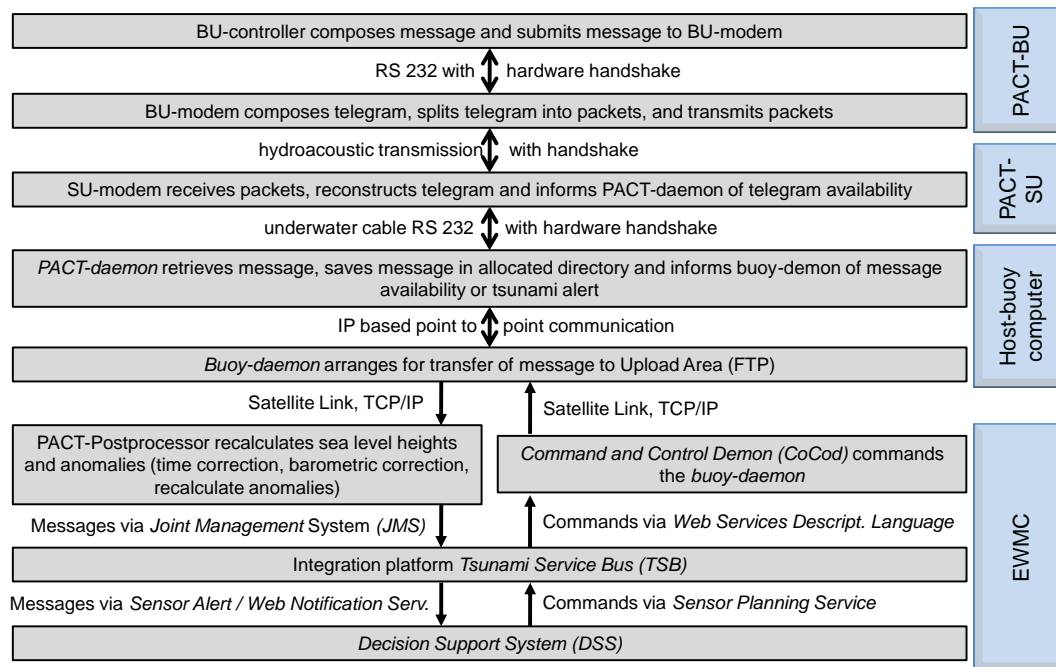 BU-controller composes message and submits message to BU-modem
RS 232 with hardware handshake
BU-modem composes telegram, splits telegram into packets, and transmits packets
PACT-BU
hydroacoustic transmission with handshake
SU-modem receives packets, reconstructs telegram and informs PACT-daemon of telegram availability
PACT-
SU
underwater cable RS 232 with hardware handshake
PACT-daemon retrieves message, saves message in allocated directory and informs buoy-demon of message
availability or tsunami alert
IP based point to point communication
Buoy-daemon arranges for transfer of message to Upload Area (FTP)
Host-buoy
computer
Satellite Link, TCP/IP
Satellite Link, TCP/IP
PACT-Postprocessor recalculates sea level heights
and anomalies (time correction, barometric correction,
recalculate anomalies)
Command and Control Demon (CoCod) commands
the buoy-daemon
Messages via Joint Management System (JMS)
Commands via Web Services Descript. Language
Integration platform Tsunami Service Bus (TSB)
Messages via Sensor Alert / Web Notification Serv.
Commands via Sensor Planning Service
Decision Support System (DSS)
EWMC